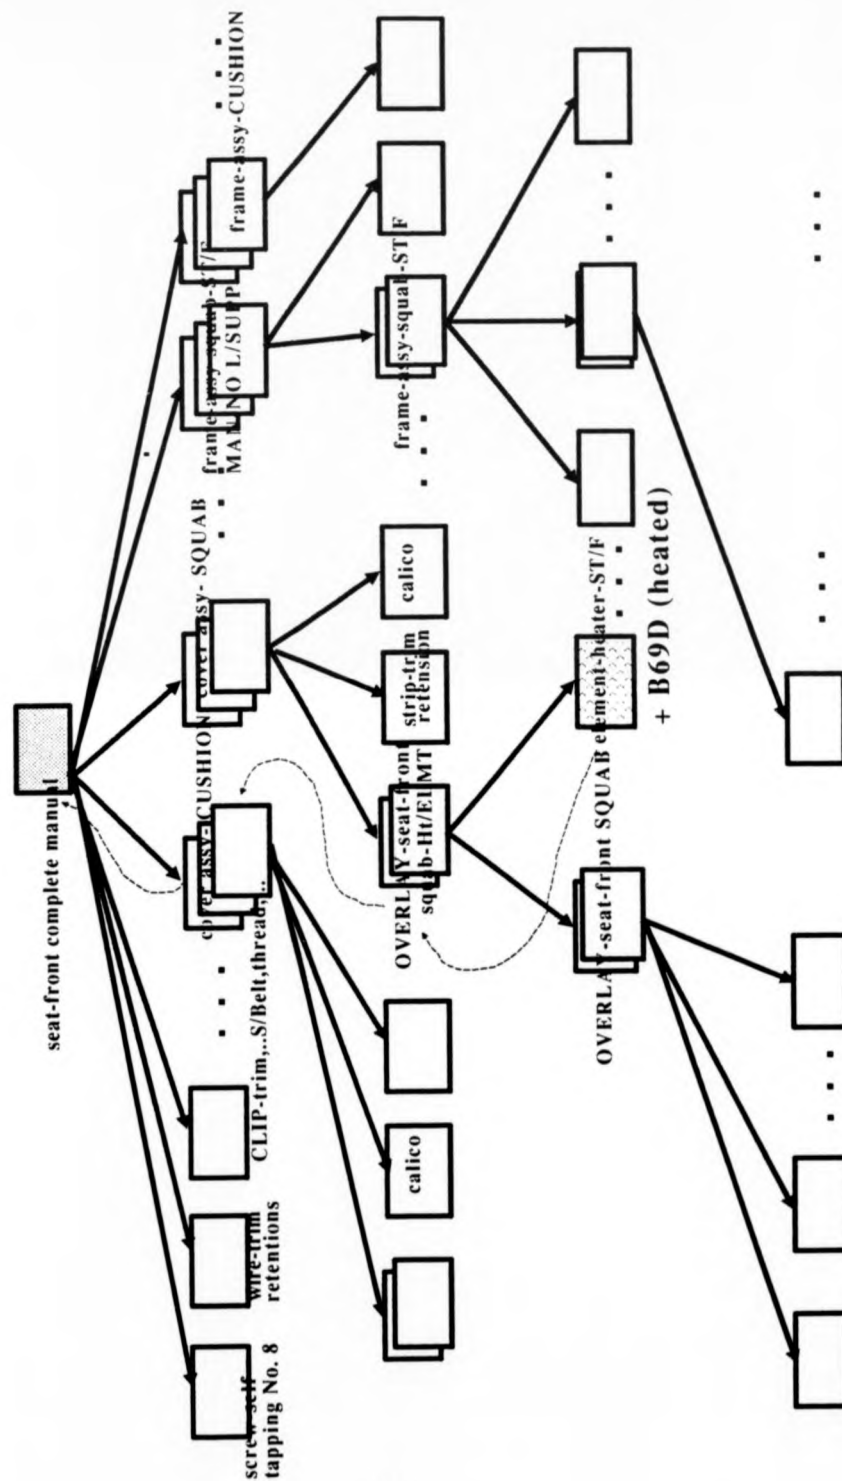 seat-front complete manual
screw self
tapping No. 8
wire-trim
retentions
CLIP-trim,..S/Belt,thread,..
. . .
cover assy-CUSHION
cover assy- SQUAB
. . .
frame-assy-squab-ST/F
MAN/NO L/SUPP
frame-assy-CUSHION
. . .
calico
OVERLAY-seat-front
squab-Ht/ELMT
strip-trim
retension
calico
. . .
frame-assy-squab-ST/F
OVERLAY-seat-front SQUAB
element-heater-ST/F
. . .
+ B69D (heated)
. . .
. . .
. . .
. . .